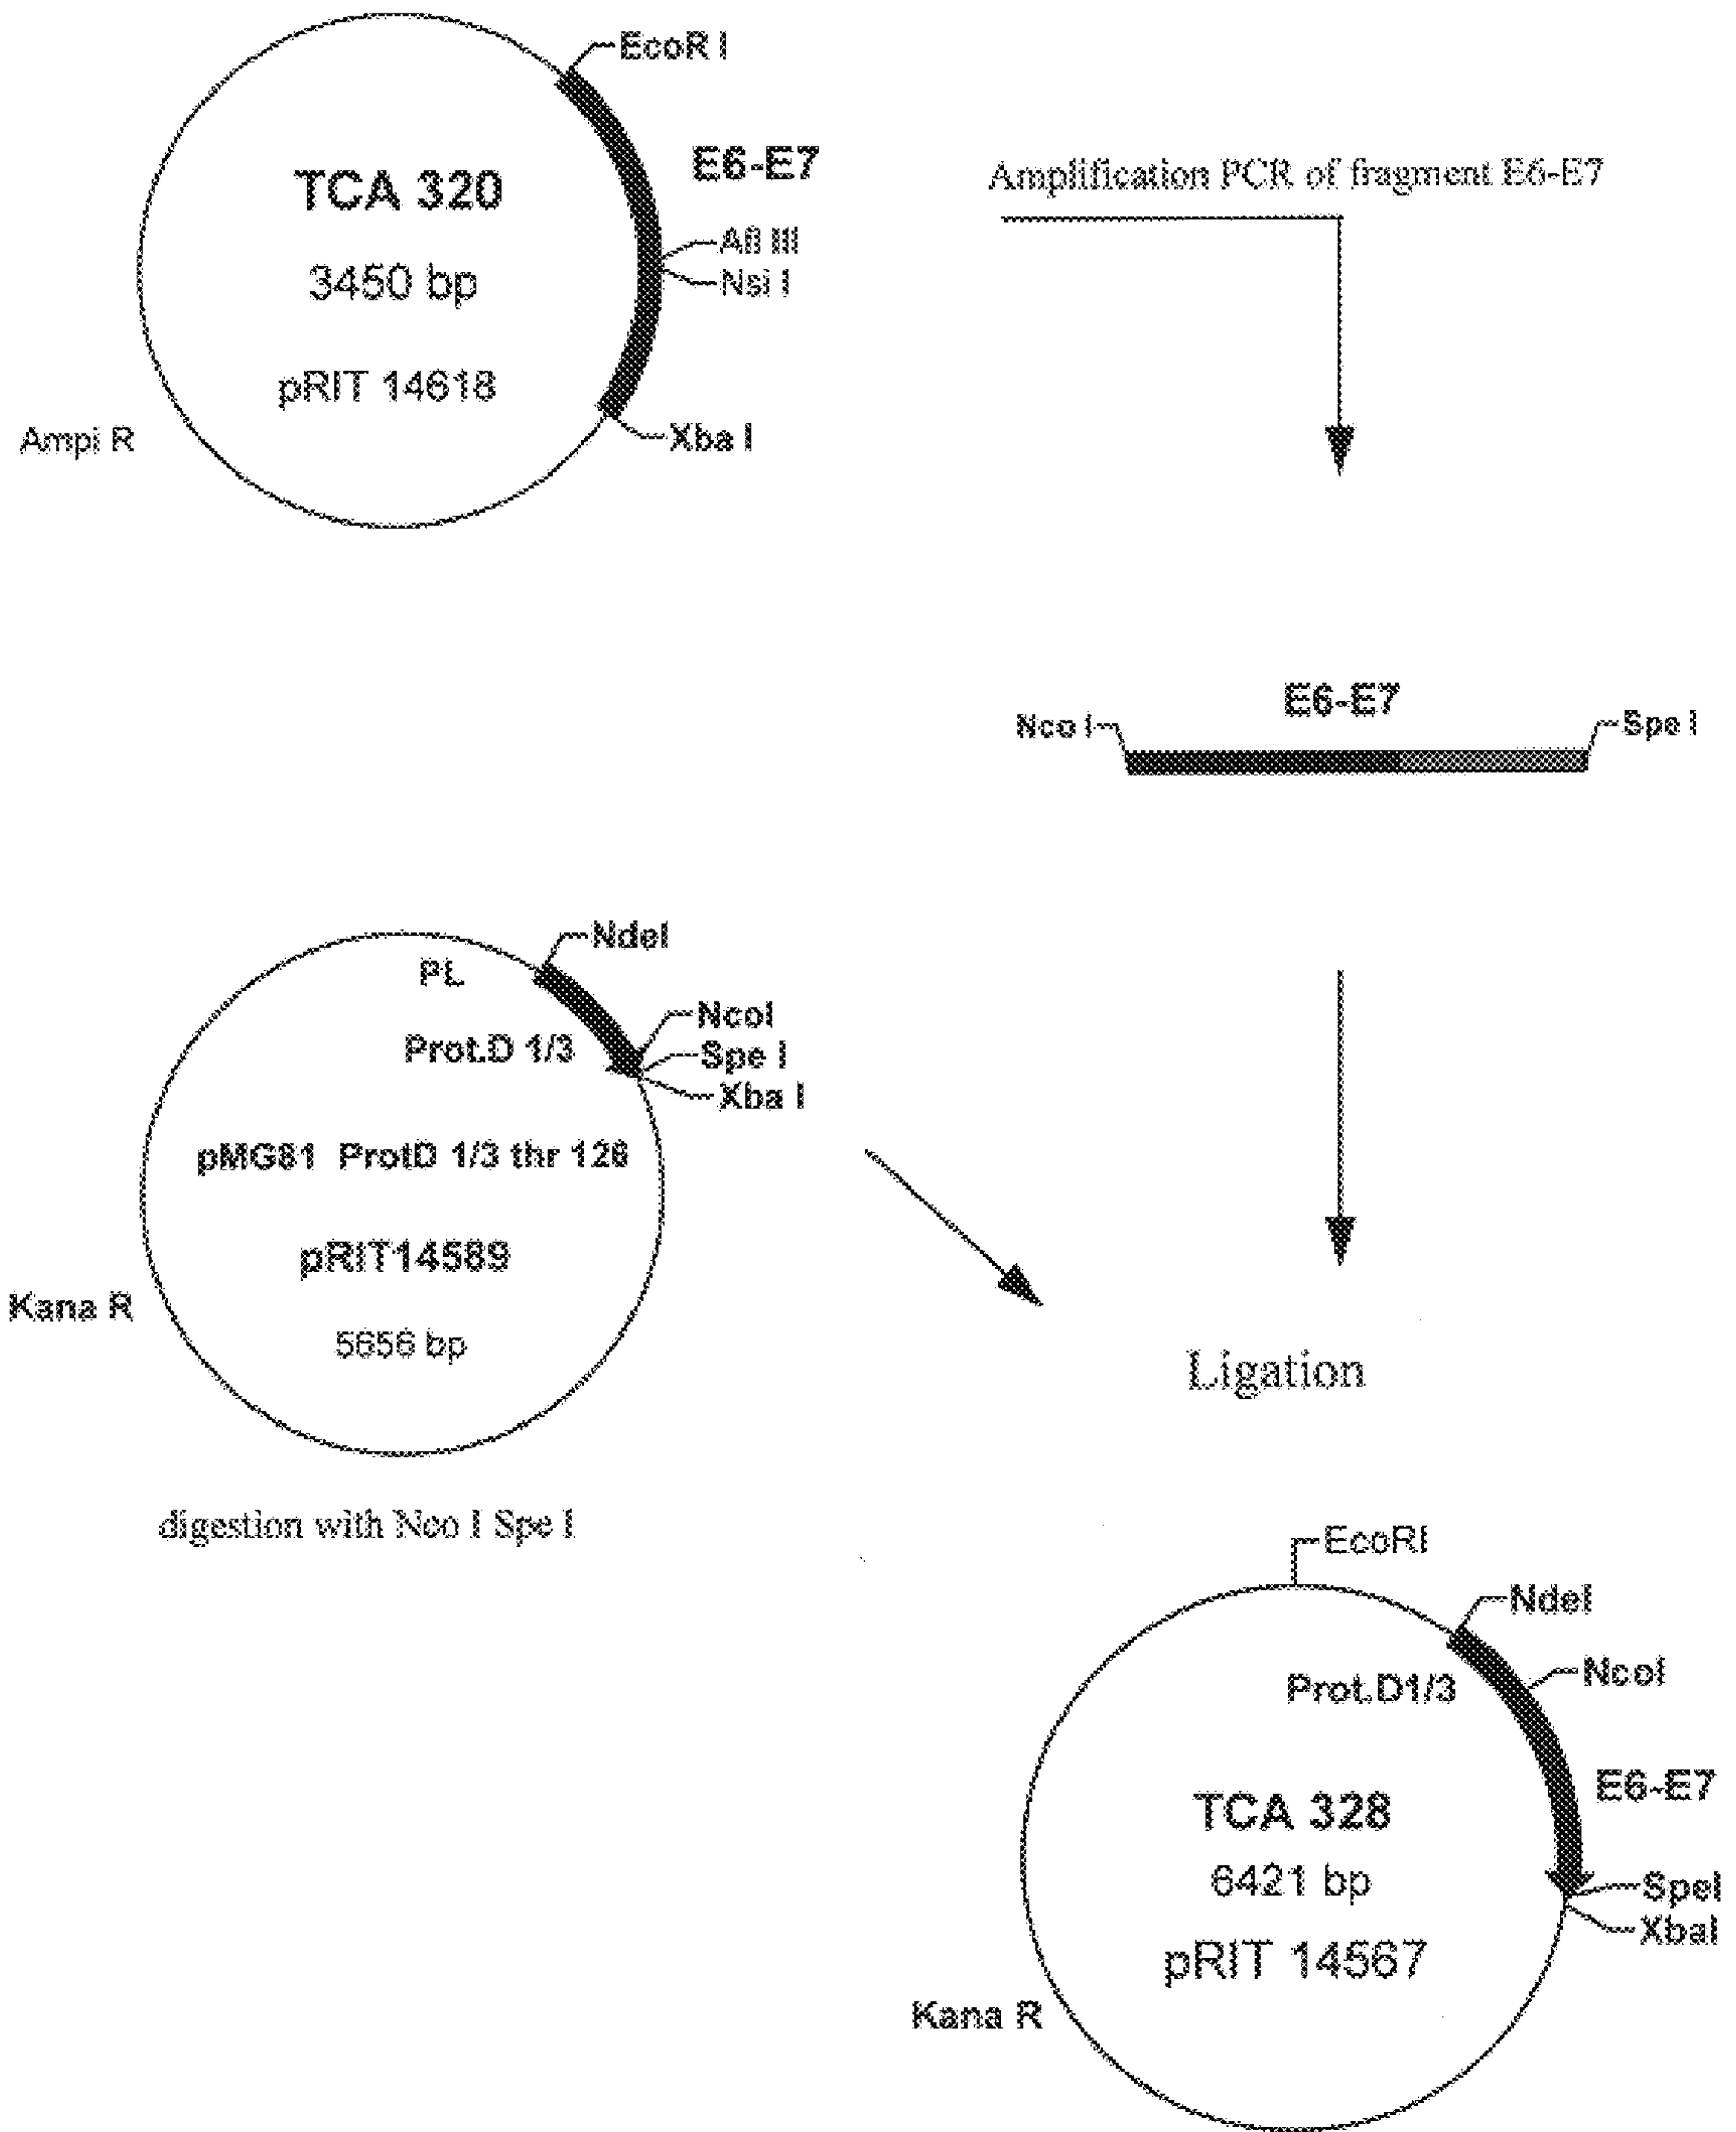 EcoR I
E6-E7
TCA 320
3450 bp
pRIT 14618
Afl III
Nsi I
Xba I
Ampi R
Amplification PCR of fragment E6-E7
E6-E7
Nco I
Spe I
NdeI
PL
NcoI
Prot.D 1/3
Spe I
Xba I
pMG81 ProtD 1/3 thr 126
pRIT14589
Kana R
5656 bp
Ligation
digestion with Nco I Spe I
EcoRI
NdeI
NcoI
Prot.D1/3
E6-E7
TCA 328
6421 bp
SpeI
XbaI
pRIT 14567
Kana R